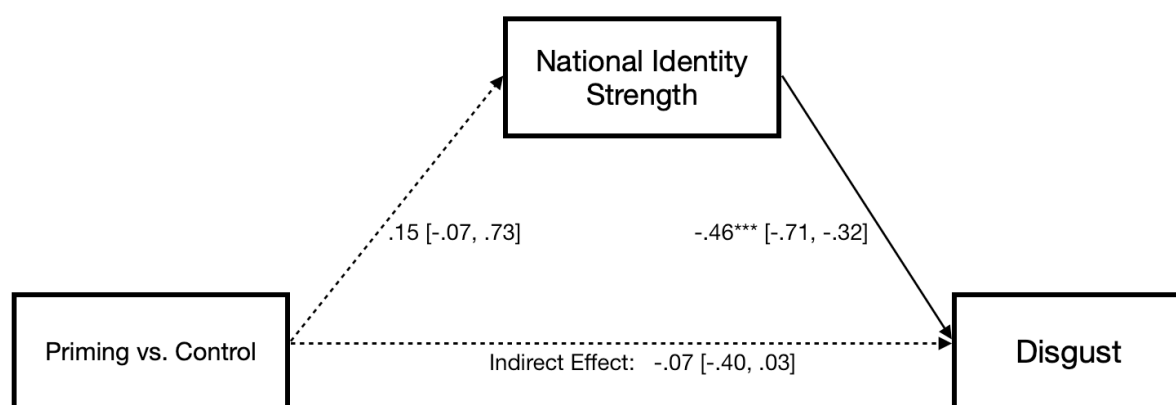 National Identity
Strength
.15 [-.07, .73]
-.46*** [-.71, -.32]
Priming vs. Control
Indirect Effect: -.07 [-.40, .03]
Disgust